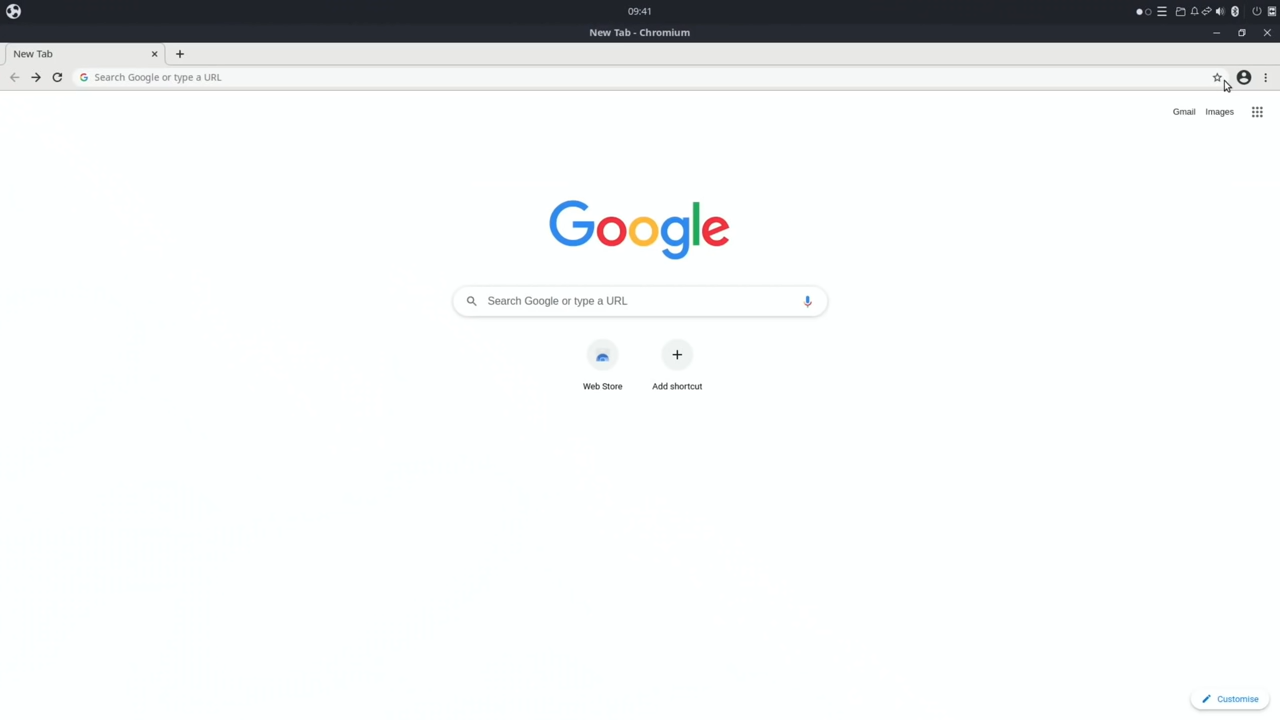 09:41
New Tab - Chromium
New Tab
Search Google or type a URL
Gmail Images
Google
Search Google or type a URL
Web Store Add shortcut
Customise